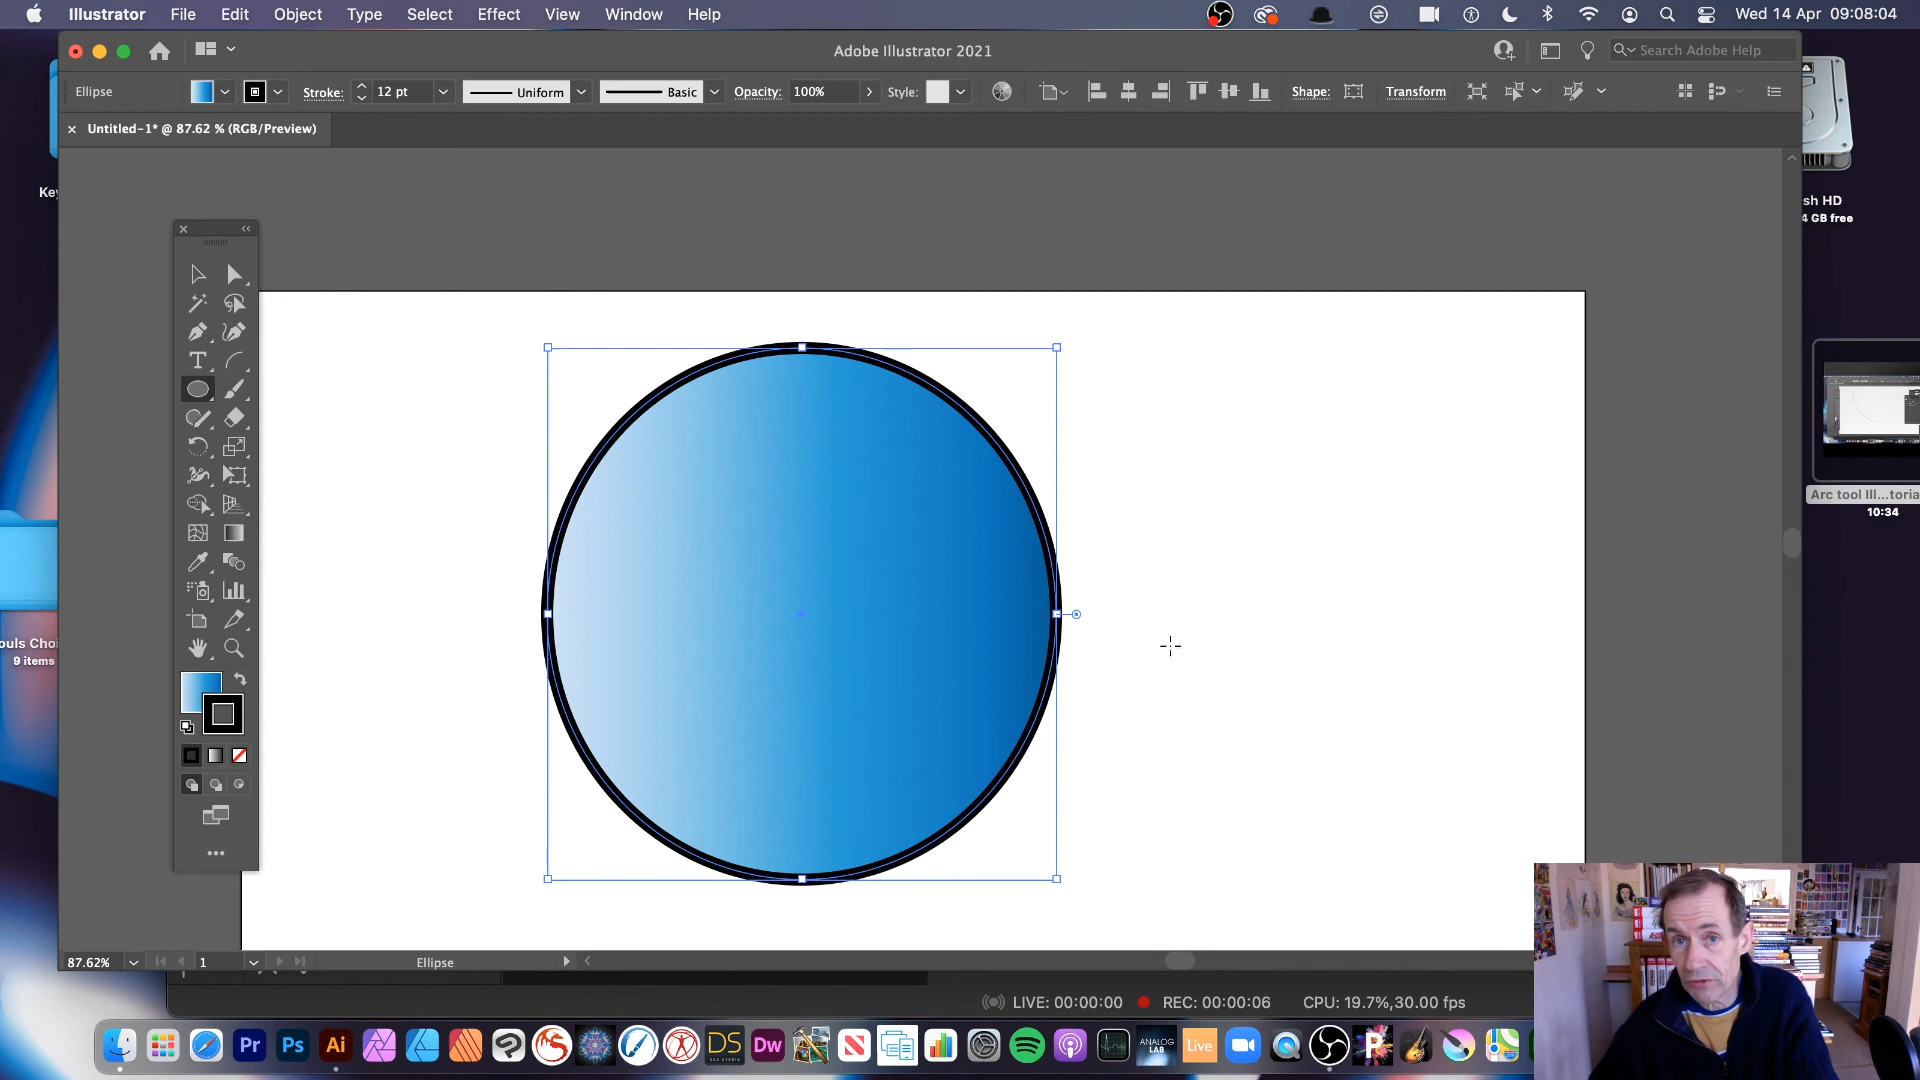 Illustrator File Edit Object Type Select Effect View Window Help
Wed 14 Apr 09:08:04
Adobe Illustrator 2021
Search Adobe Help
Ellipse Stroke: 12 pt Uniform Basic Opacity: 100% Style: Shape: Transform
× Untitled-1* @ 87.62 % (RGB/Preview)
Key
sh HD
4 GB free
Arc tool Ill...toria
10:34
ouls Choi
9 items
87.62% 1 Ellipse
LIVE: 00:00:00 REC: 00:00:06 CPU: 19.7%,30.00 fps
Pr Ps Ai DS Dw ANALOG LAB Live P